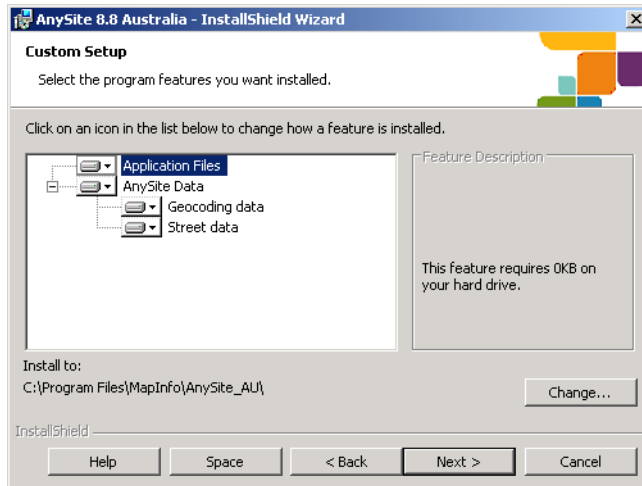 AnySite 8.8 Australia - InstallShield Wizard
Custom Setup
Select the program features you want installed.
Click on an icon in the list below to change how a feature is installed.
Application Files
AnySite Data
Geocoding data
Street data
Feature Description
This feature requires 0KB on
your hard drive.
Install to:
C:\Program Files\MapInfo\AnySite_AU\
Change...
InstallShield
Help
Space
< Back
Next >
Cancel